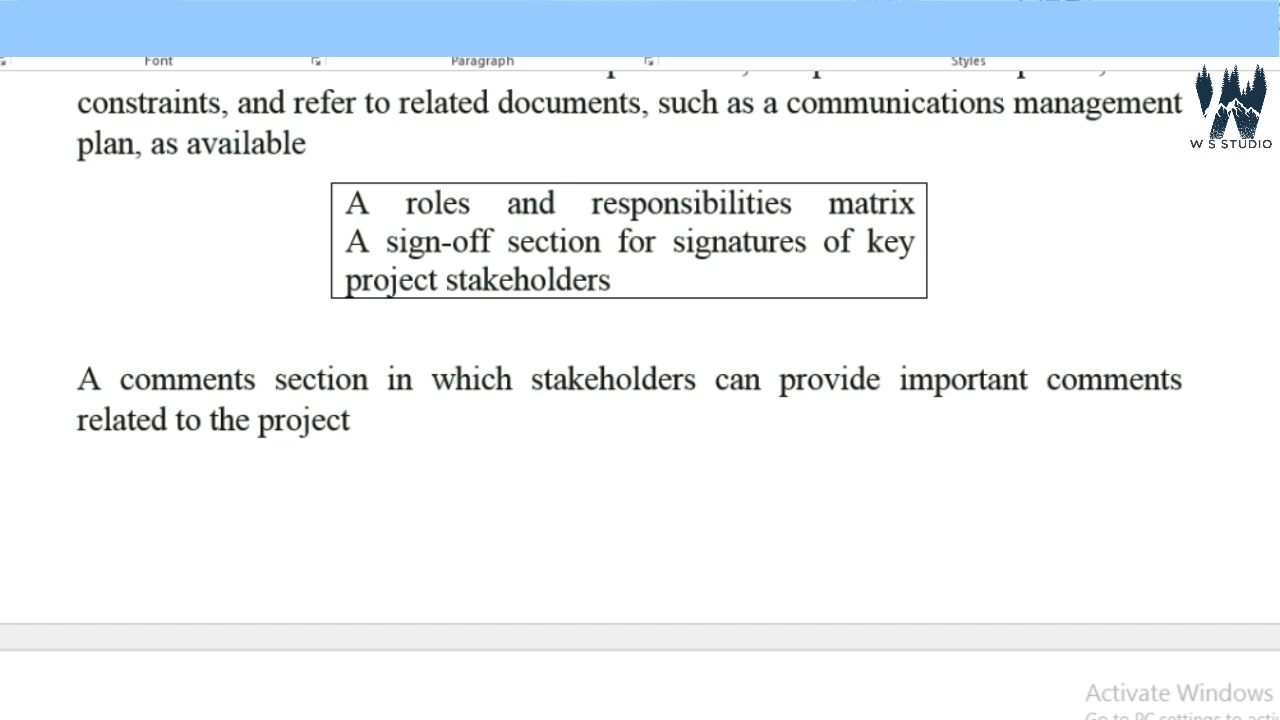 Font Paragraph Styles
constraints, and refer to related documents, such as a communications management
plan, as available
W S STUDIO
A roles and responsibilities matrix
A sign-off section for signatures of key
project stakeholders
A comments section in which stakeholders can provide important comments
related to the project
Activate Windows